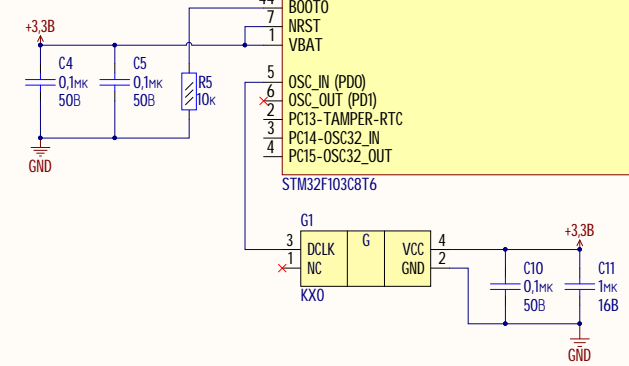 44 BOOT0
7 NRST
1 VBAT
+3,3В
C4
0,1мк
50В
C5
0,1мк
50В
R5
10к
GND
5 OSC_IN (PD0)
6 OSC_OUT (PD1)
2 PC13-TAMPER-RTC
3 PC14-OSC32_IN
4 PC15-OSC32_OUT
STM32F103C8T6
G1
3 DCLK G VCC 4
1 NC GND 2
KXO
+3,3В
C10
0,1мк
50В
C11
1мк
16В
GND